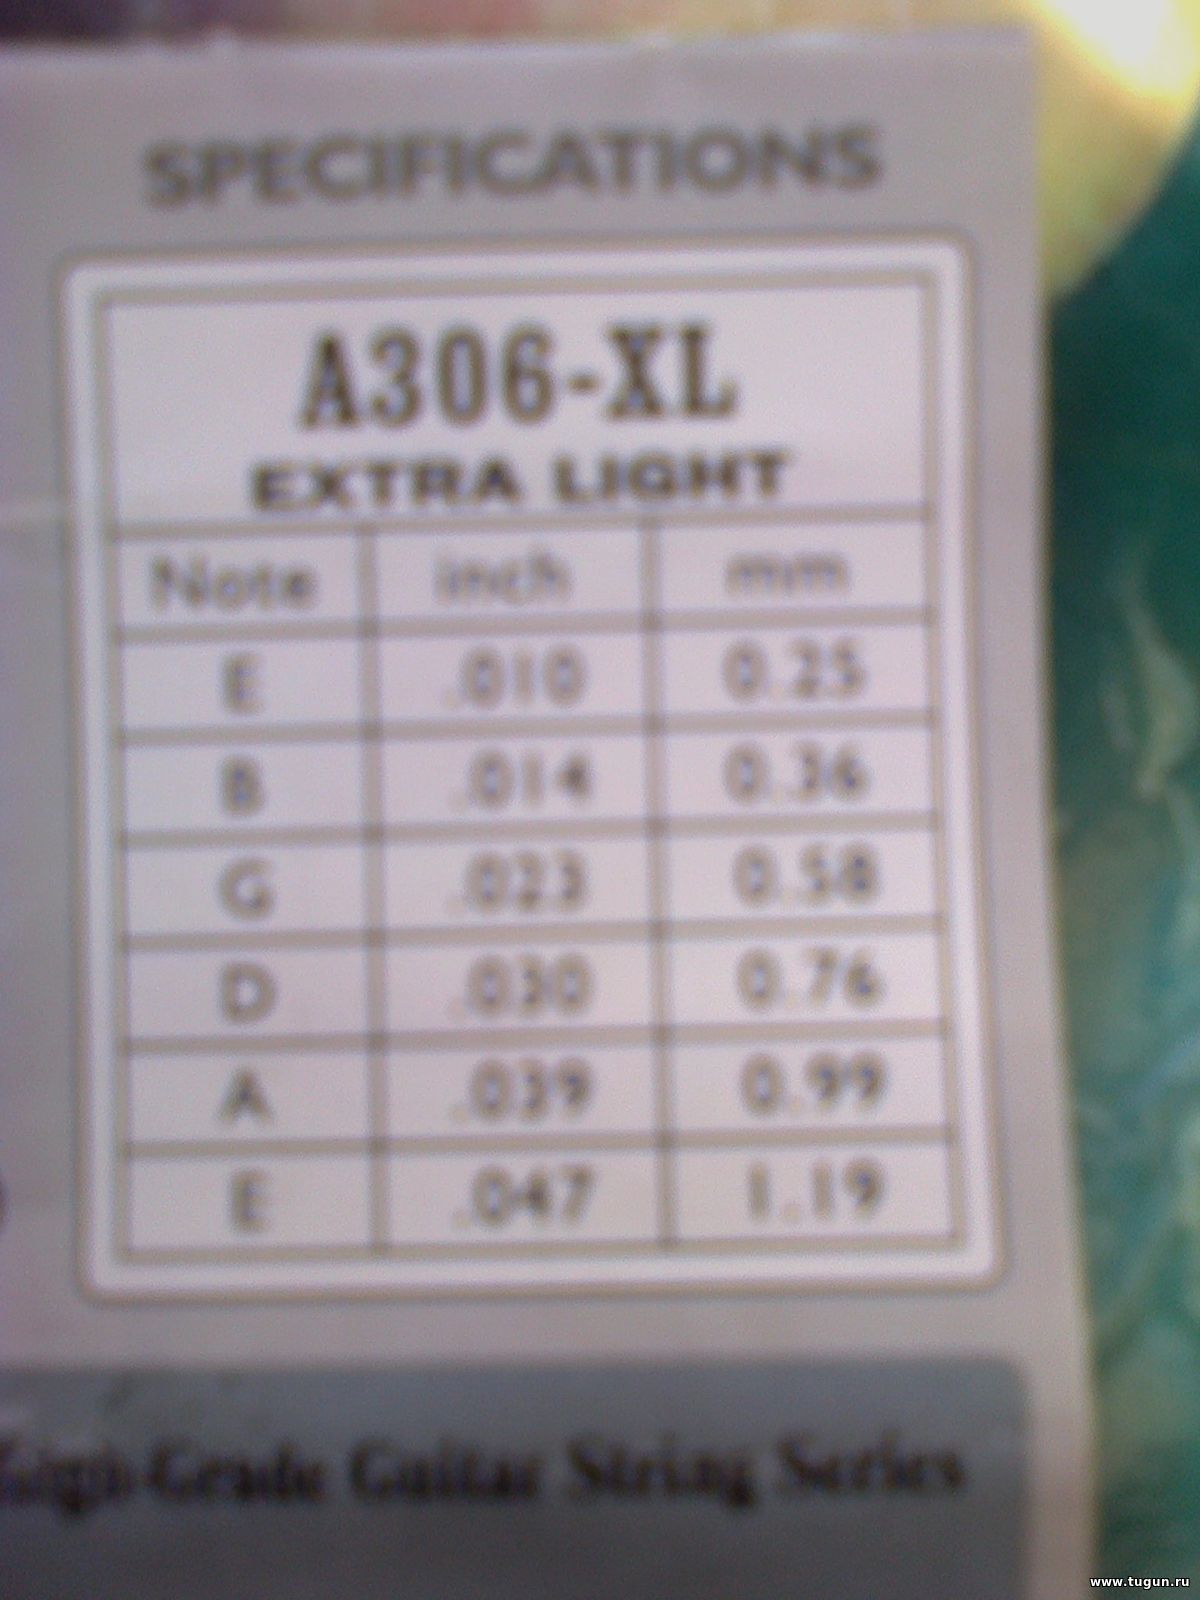 SPECIFICATIONS
A306-XL
EXTRA LIGHT
Note inch mm
E .010 0.25
B .014 0.36
G .023 0.58
D .030 0.76
A .039 0.99
E .047 1.19
High-Grade Guitar String Series
www.tugun.ru